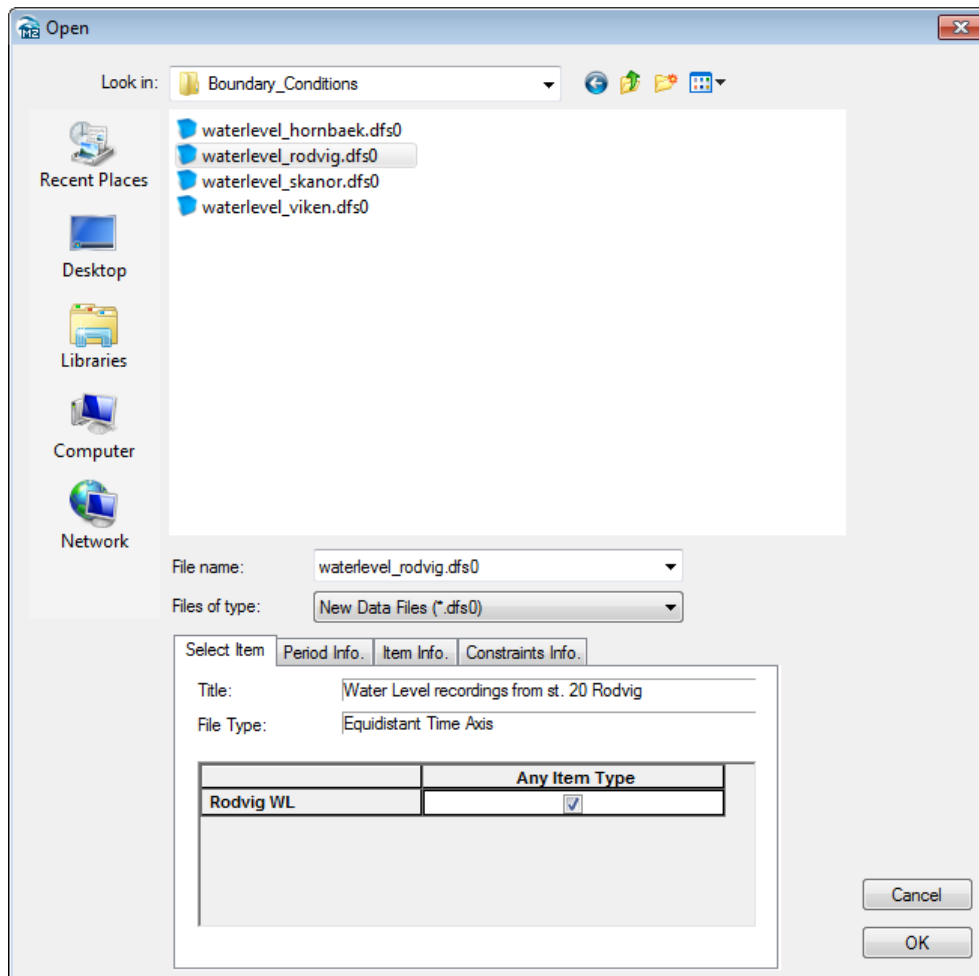 M2 Open
Look in: Boundary_Conditions
Recent Places
Desktop
Libraries
Computer
Network
waterlevel_hornbaek.dfs0
waterlevel_rodvig.dfs0
waterlevel_skanor.dfs0
waterlevel_viken.dfs0
File name: waterlevel_rodvig.dfs0
Files of type: New Data Files (*.dfs0)
Select Item Period Info. Item Info. Constraints Info.
Title: Water Level recordings from st. 20 Rodvig
File Type: Equidistant Time Axis
Any Item Type
Rodvig WL
Cancel
OK